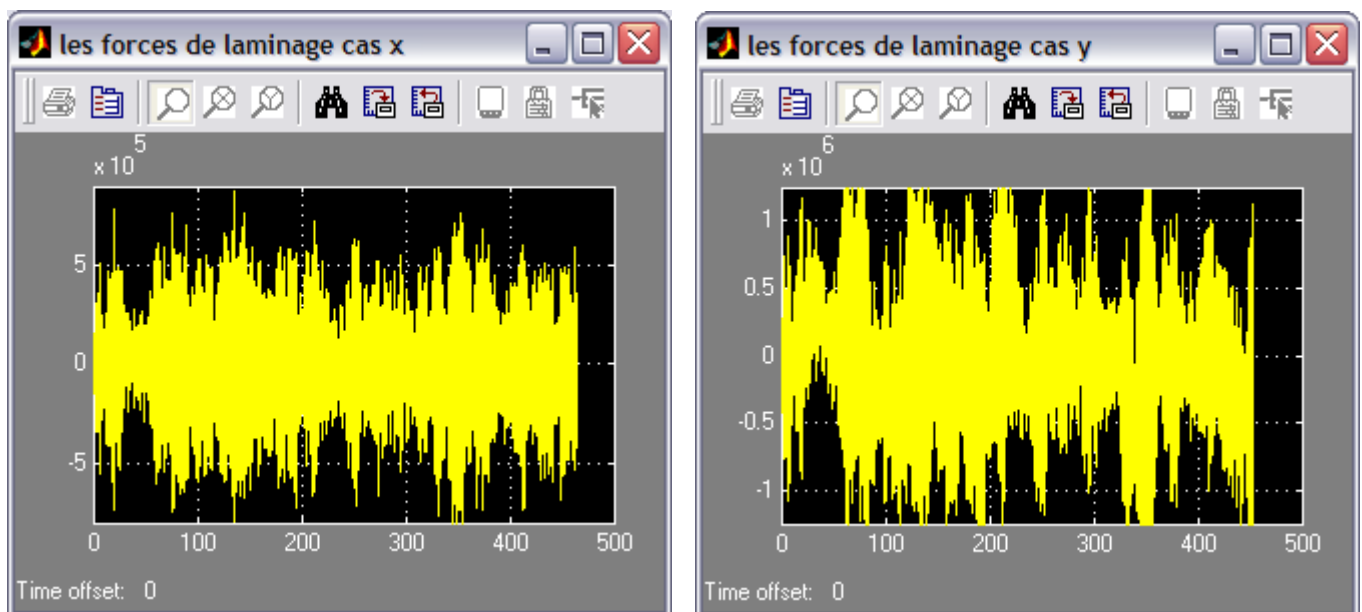 les forces de laminage cas x
x 10
5
5
0
-5
0 100 200 300 400 500
Time offset: 0
les forces de laminage cas y
x 10
6
1
0.5
0
-0.5
-1
0 100 200 300 400 500
Time offset: 0